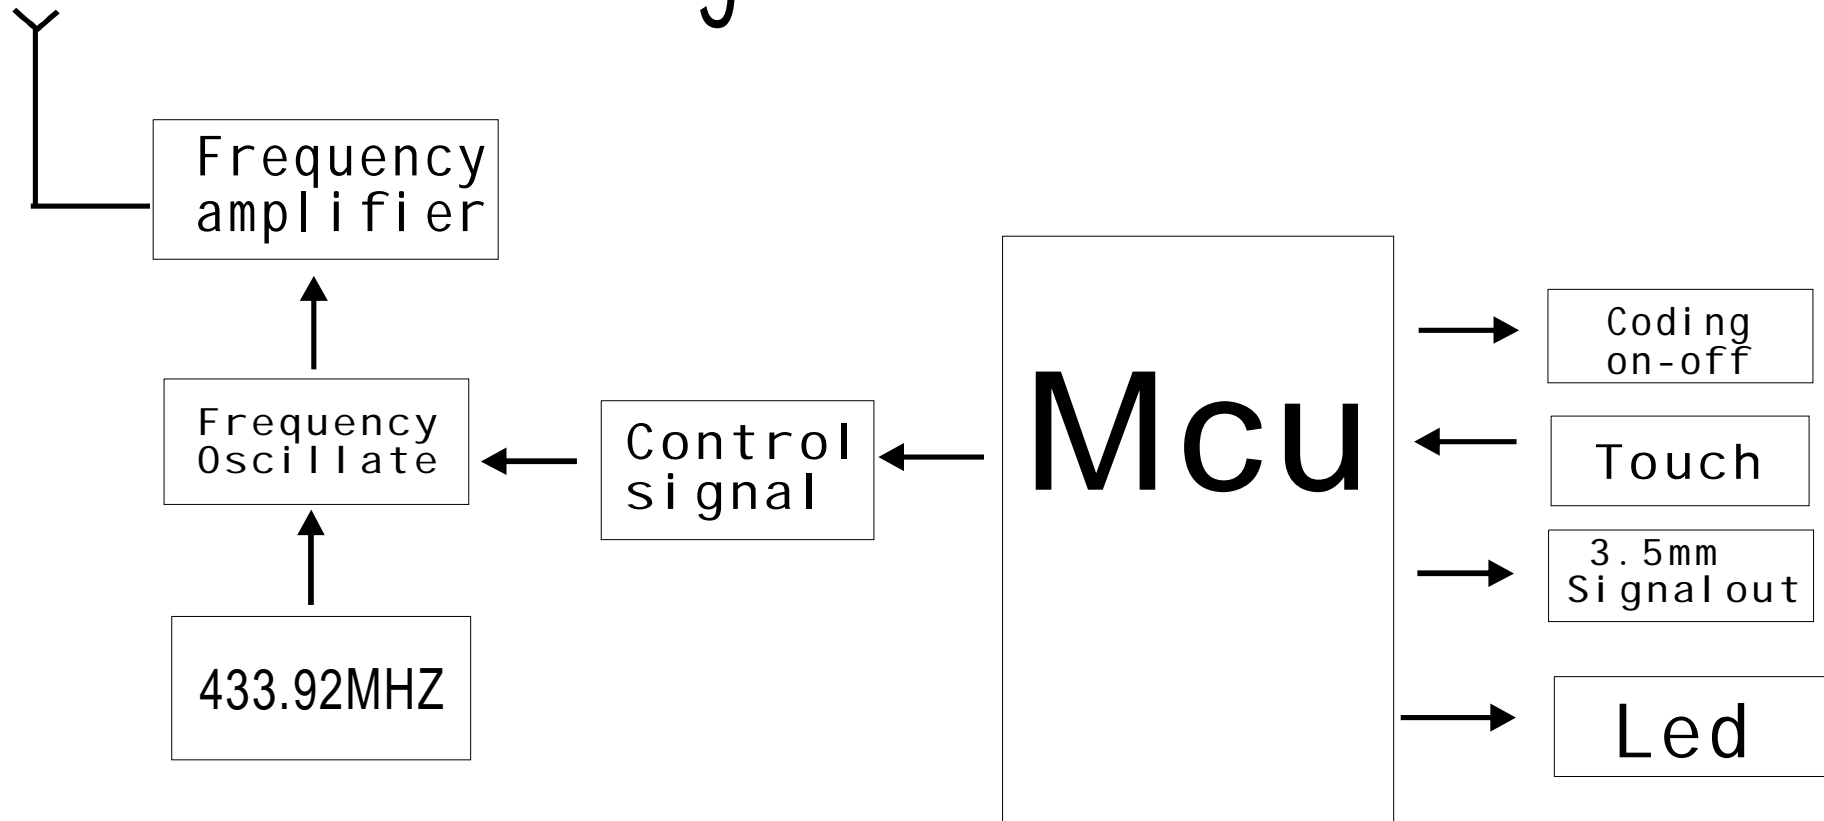 Frequency
amplifier
Frequency
Oscillate
433.92MHZ
Control
signal
Mcu
Coding
on-off
Touch
3.5mm
Signalout
Led